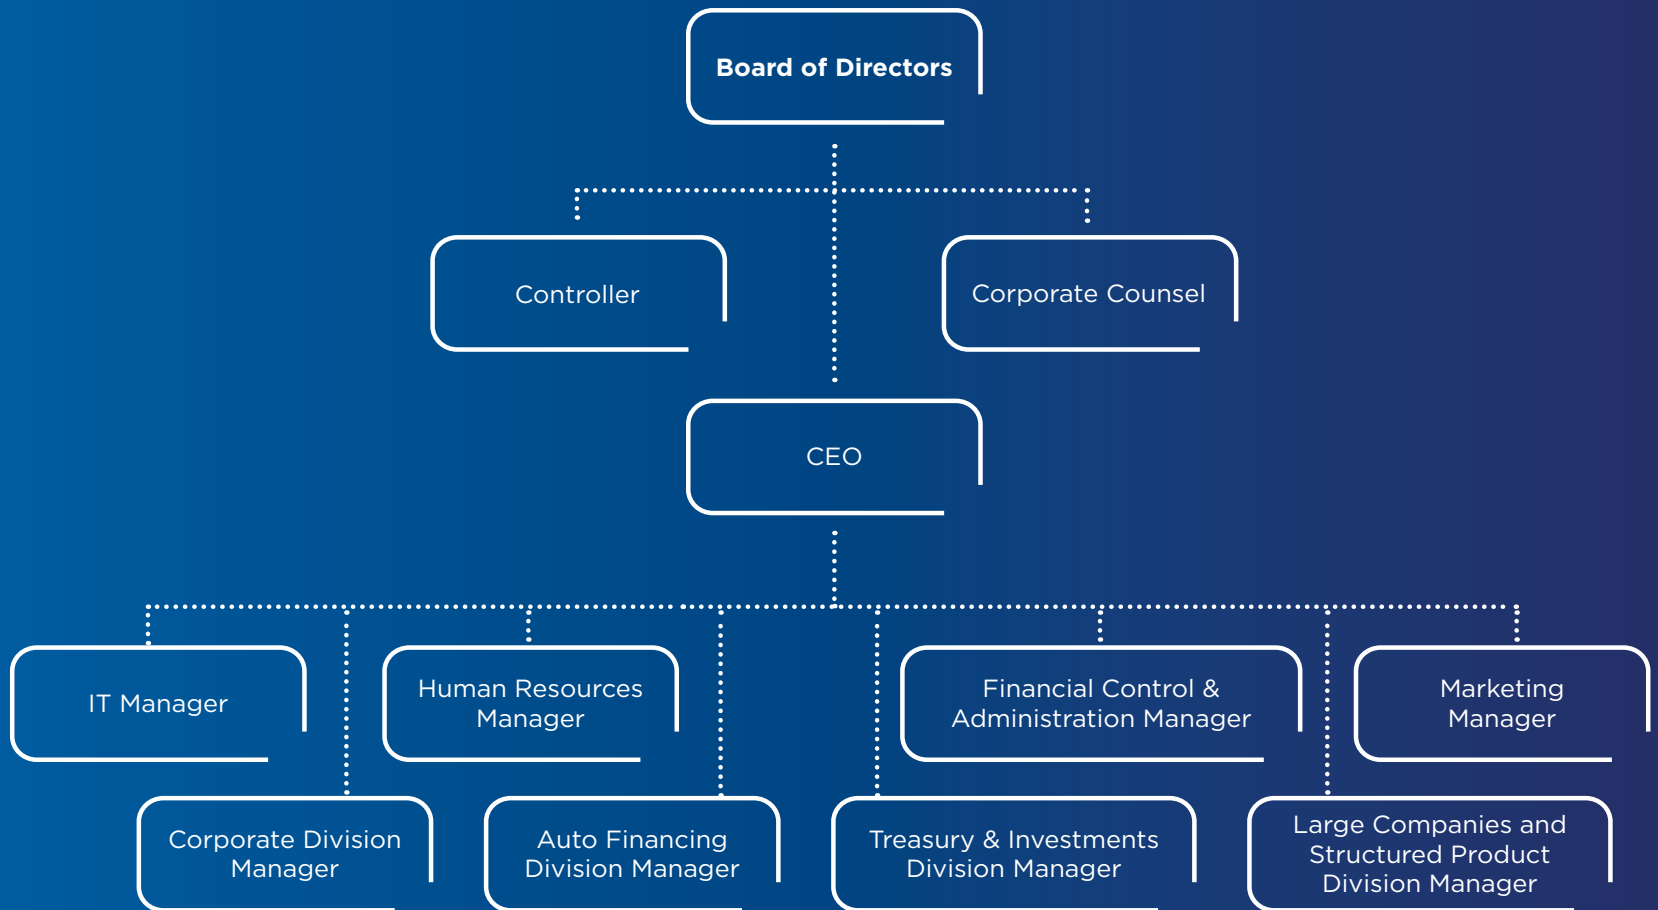 Board of Directors
Controller
Corporate Counsel
CEO
IT Manager
Human Resources
Manager
Financial Control &
Administration Manager
Marketing
Manager
Corporate Division
Manager
Auto Financing
Division Manager
Treasury & Investments
Division Manager
Large Companies and
Structured Product
Division Manager